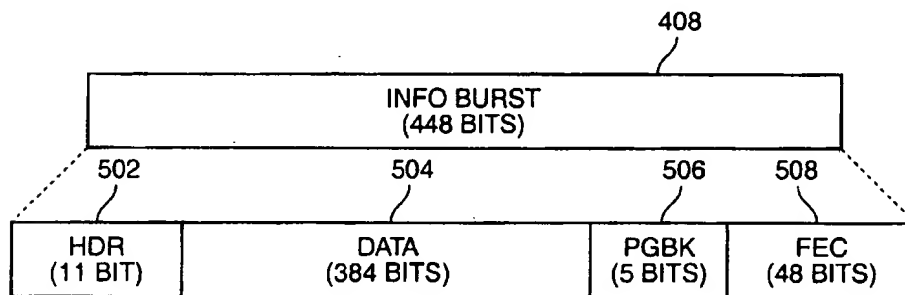 408
INFO BURST
(448 BITS)
502 504 506 508
HDR DATA PGBK FEC
(11 BIT) (384 BITS) (5 BITS) (48 BITS)